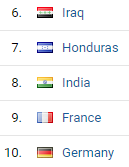 6. Iraq
7. Honduras
8. India
9. France
10. Germany